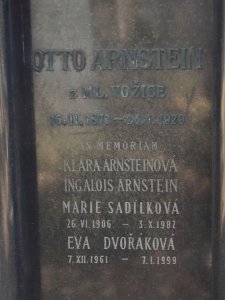 OTTO ARNSTEIN
z ML. VOŽICE
IN MEMORIAM
KLÁRA ARNSTEINOVÁ
INGALOIS ARNSTEIN
MARIE SADÍLKOVÁ
26.VI.1906 – 3.X.1982
EVA DVOŘÁKOVÁ
7.XII.1961 – 7.I.1999